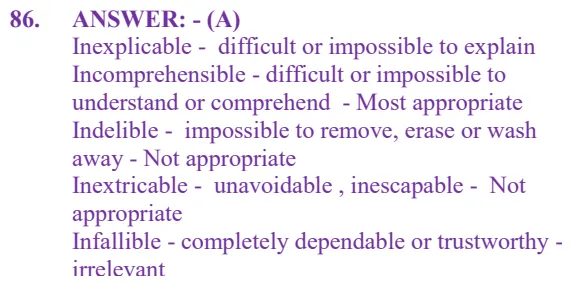 86. ANSWER: - (A)
Inexplicable - difficult or impossible to explain
Incomprehensible - difficult or impossible to
understand or comprehend - Most appropriate
Indelible - impossible to remove, erase or wash
away - Not appropriate
Inextricable - unavoidable , inescapable - Not
appropriate
Infallible - completely dependable or trustworthy -
irrelevant